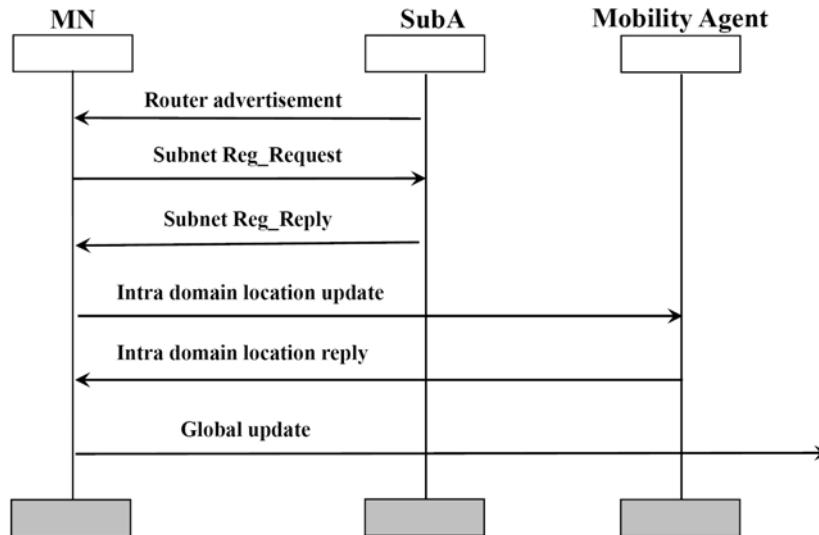 MN
SubA
Mobility Agent
Router advertisement
Subnet Reg_Request
Subnet Reg_Reply
Intra domain location update
Intra domain location reply
Global update